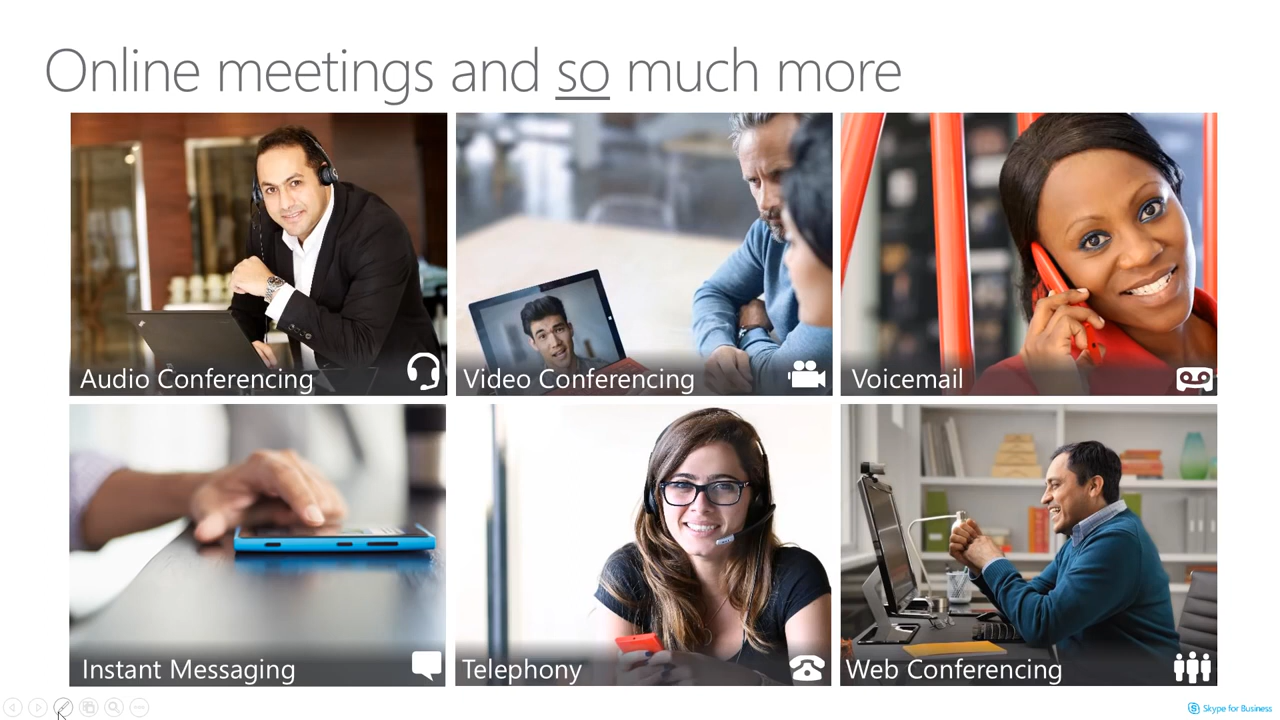 Online meetings and so much more
Audio Conferencing
Video Conferencing
Voicemail
Instant Messaging
Telephony
Web Conferencing
Skype for Business